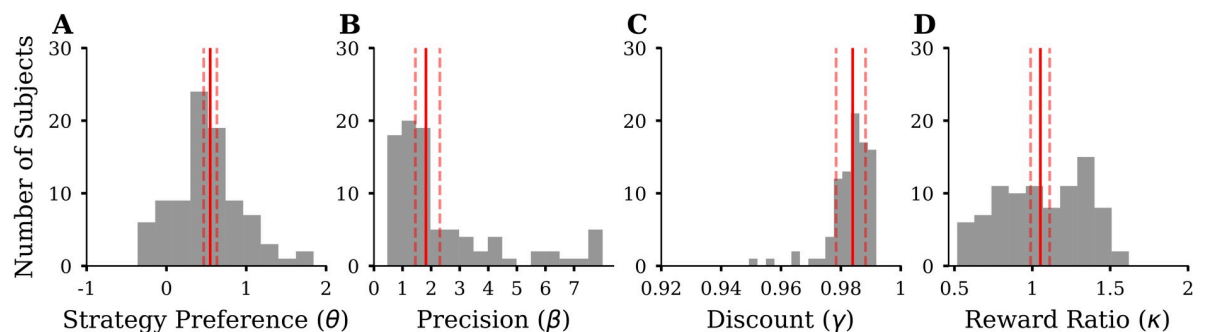 A B C D
Number of Subjects
30 30 30 30
20 20 20 20
10 10 10 10
0 0 0 0
-1 0 1 2 0 1 2 3 4 5 6 7 0.92 0.94 0.96 0.98 1 0.5 1 1.5 2
Strategy Preference (θ) Precision (β) Discount (γ) Reward Ratio (κ)